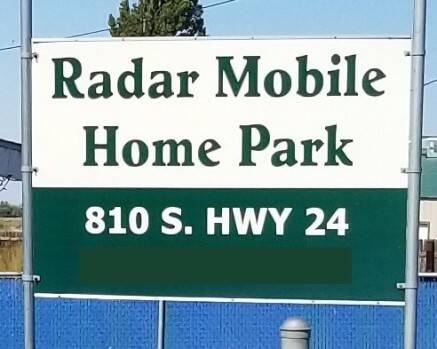 Radar Mobile
Home Park
810 S. HWY 24